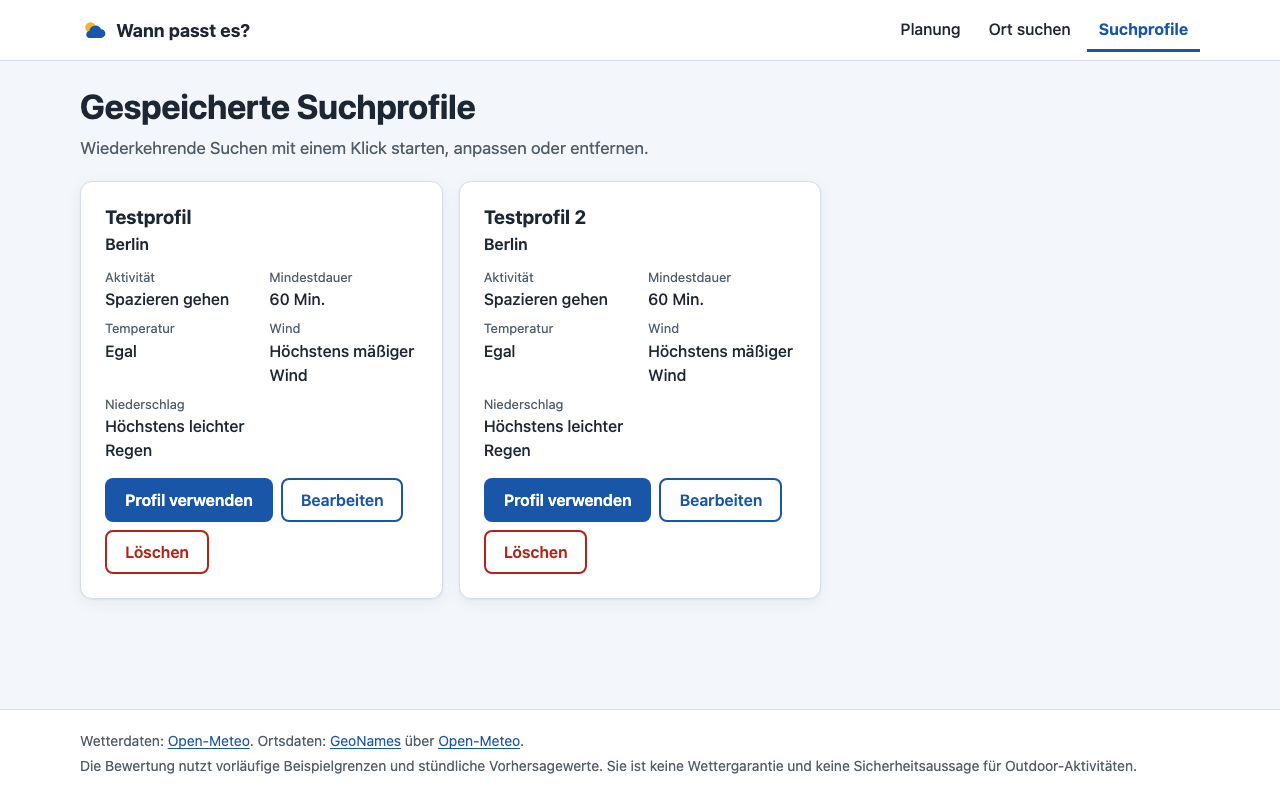 Wann passt es?
Planung
Ort suchen
Suchprofile
Gespeicherte Suchprofile
Wiederkehrende Suchen mit einem Klick starten, anpassen oder entfernen.
Testprofil
Berlin
Aktivität
Mindestdauer
Spazieren gehen
60 Min.
Temperatur
Wind
Egal
Höchstens mäßiger
Wind
Niederschlag
Höchstens leichter
Regen
Profil verwenden
Bearbeiten
Löschen
Testprofil 2
Berlin
Aktivität
Mindestdauer
Spazieren gehen
60 Min.
Temperatur
Wind
Egal
Höchstens mäßiger
Wind
Niederschlag
Höchstens leichter
Regen
Profil verwenden
Bearbeiten
Löschen
Wetterdaten: Open-Meteo. Ortsdaten: GeoNames über Open-Meteo.
Die Bewertung nutzt vorläufige Beispielgrenzen und stündliche Vorhersagewerte. Sie ist keine Wettergarantie und keine Sicherheitsaussage für Outdoor-Aktivitäten.